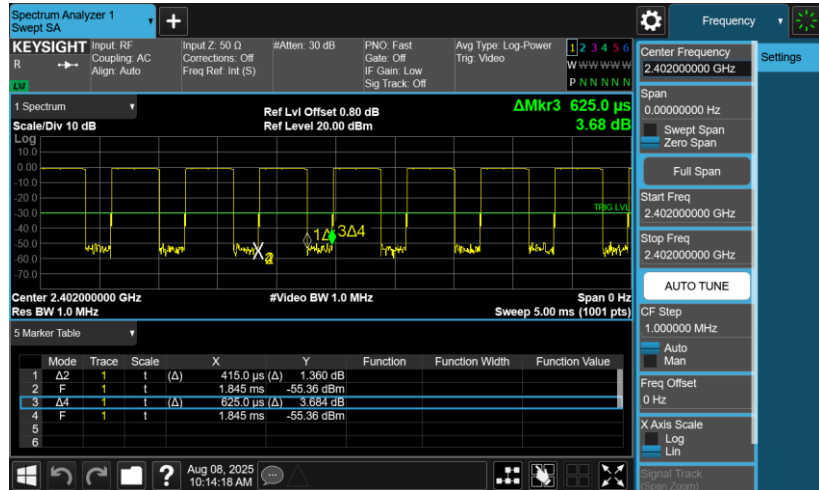 Spectrum Analyzer 1
Swept SA
+
Frequency
KEYSIGHT
R
LXI
Input: RF
Coupling: AC
Align: Auto
Input Z: 50 Ω
Corrections: Off
Freq Ref: Int (S)
#Atten: 30 dB
PNO: Fast
Gate: Off
IF Gain: Low
Sig Track: Off
Avg Type: Log-Power
Trig: Video
1 2 3 4 5 6
W W W W W W
P N N N N N
1 Spectrum
Scale/Div 10 dB
Ref Lvl Offset 0.80 dB
Ref Level 20.00 dBm
ΔMkr3 625.0 µs
3.68 dB
Log
10.0
0.00
-10.0
-20.0
-30.0
-40.0
-50.0
-60.0
-70.0
TRIG LVL
1Δ
3Δ4
X
Center 2.402000000 GHz
Res BW 1.0 MHz
#Video BW 1.0 MHz
Span 0 Hz
Sweep 5.00 ms (1001 pts)
5 Marker Table
Mode Trace Scale X Y Function Function Width Function Value
1 Δ2 1 t (Δ) 415.0 µs (Δ) 1.360 dB
2 F 1 t 1.845 ms -55.36 dBm
3 Δ4 1 t (Δ) 625.0 µs (Δ) 3.684 dB
4 F 1 t 1.845 ms -55.36 dBm
5
6
Center Frequency
2.402000000 GHz
Settings
Span
0.00000000 Hz
Swept Span
Zero Span
Full Span
Start Freq
2.402000000 GHz
Stop Freq
2.402000000 GHz
AUTO TUNE
CF Step
1.000000 MHz
Auto
Man
Freq Offset
0 Hz
X Axis Scale
Log
Lin
Signal Track
(Span Zoom)
?
Aug 08, 2025
10:14:18 AM